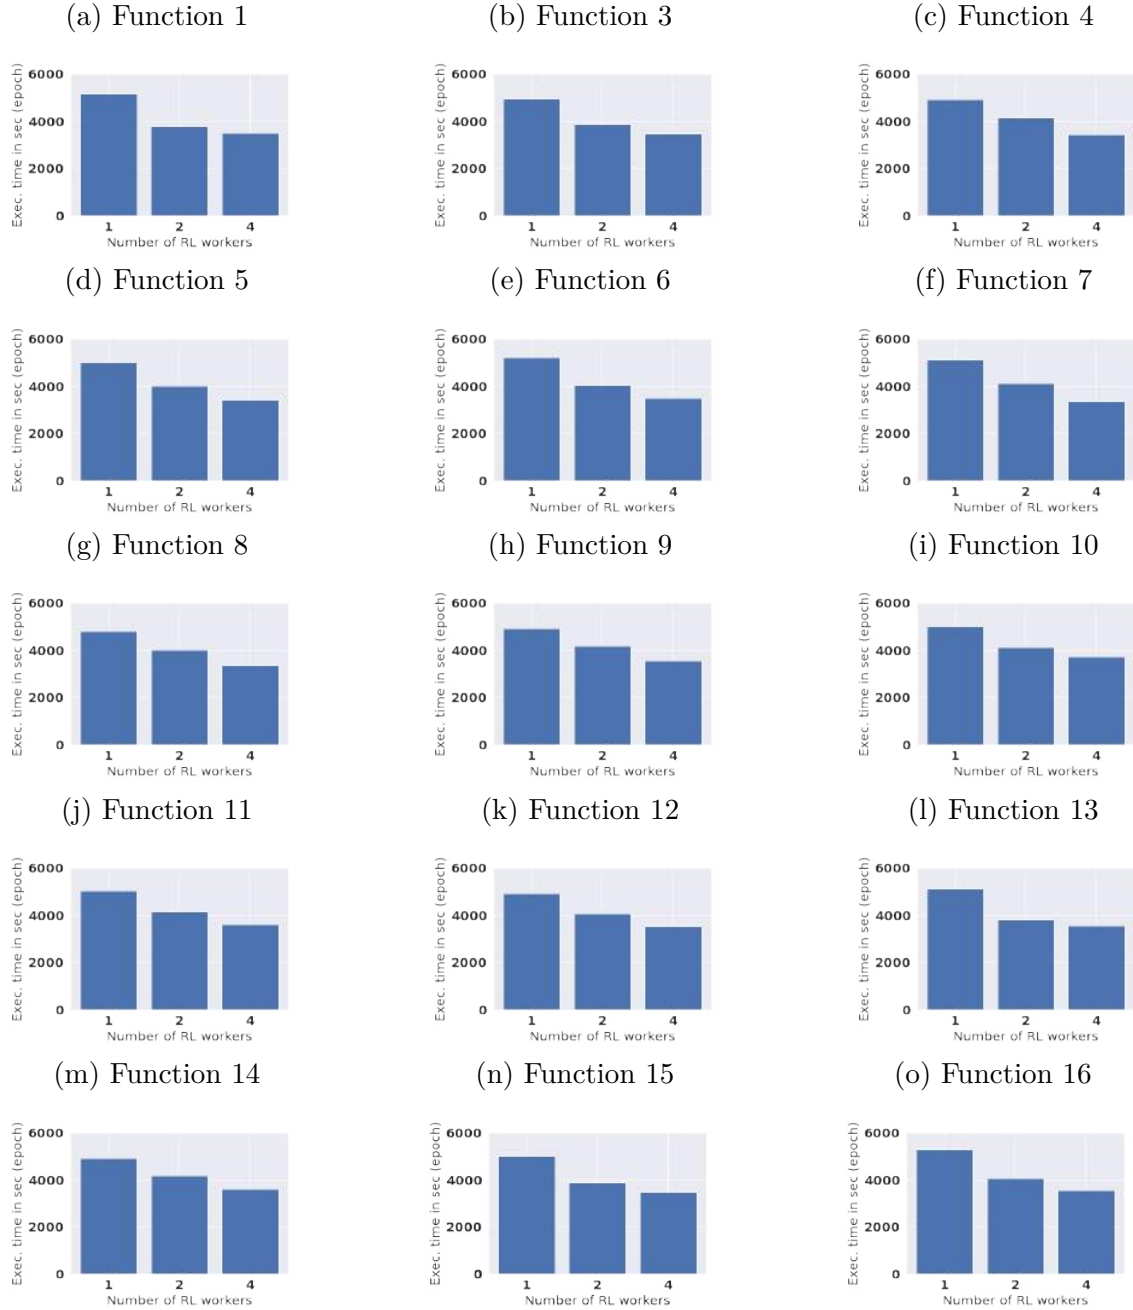 (a) Function 1
(b) Function 3
(c) Function 4
Exec. time in sec (epoch)
6000
4000
2000
0
1
2
4
Number of RL workers
Exec. time in sec (epoch)
6000
4000
2000
0
1
2
4
Number of RL workers
Exec. time in sec (epoch)
6000
4000
2000
0
1
2
4
Number of RL workers
(d) Function 5
(e) Function 6
(f) Function 7
Exec. time in sec (epoch)
6000
4000
2000
0
1
2
4
Number of RL workers
Exec. time in sec (epoch)
6000
4000
2000
0
1
2
4
Number of RL workers
Exec. time in sec (epoch)
6000
4000
2000
0
1
2
4
Number of RL workers
(g) Function 8
(h) Function 9
(i) Function 10
Exec. time in sec (epoch)
6000
4000
2000
0
1
2
4
Number of RL workers
Exec. time in sec (epoch)
6000
4000
2000
0
1
2
4
Number of RL workers
Exec. time in sec (epoch)
6000
4000
2000
0
1
2
4
Number of RL workers
(j) Function 11
(k) Function 12
(l) Function 13
Exec. time in sec (epoch)
6000
4000
2000
0
1
2
4
Number of RL workers
Exec. time in sec (epoch)
6000
4000
2000
0
1
2
4
Number of RL workers
Exec. time in sec (epoch)
6000
4000
2000
0
1
2
4
Number of RL workers
(m) Function 14
(n) Function 15
(o) Function 16
Exec. time in sec (epoch)
6000
4000
2000
0
1
2
4
Number of RL workers
Exec. time in sec (epoch)
6000
4000
2000
0
1
2
4
Number of RL workers
Exec. time in sec (epoch)
6000
4000
2000
0
1
2
4
Number of RL workers